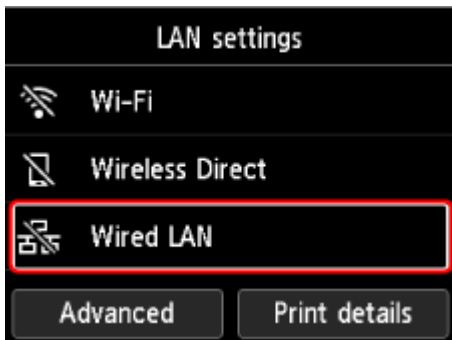 LAN settings
Wi-Fi
Wireless Direct
Wired LAN
Advanced
Print details